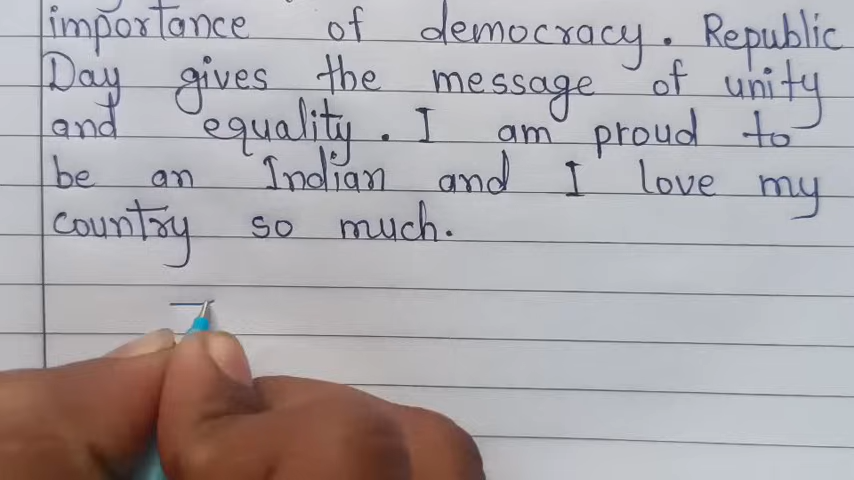 importance of democracy. Republic
Day gives the message of unity
and equality. I am proud to
be an Indian and I love my
country so much.